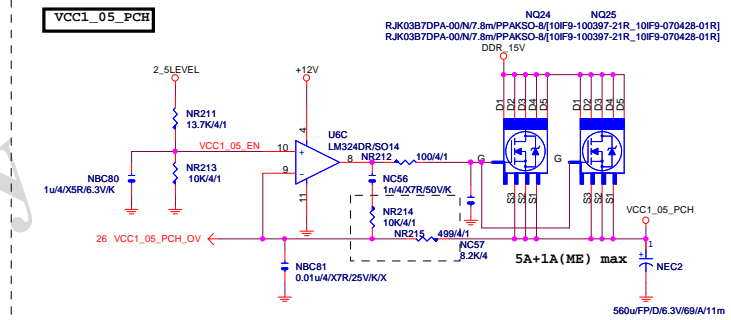 VCC1_05_PCH
NQ24 NQ25
RJK03B7DPA-00/N/7.8m/PPAKSO-8/[10IF9-100397-21R_10IF9-070428-01R]
RJK03B7DPA-00/N/7.8m/PPAKSO-8/[10IF9-100397-21R_10IF9-070428-01R]
DDR_15V
2_5LEVEL
+12V
D1 D2 D3 D4 D5
D1 D2 D3 D4 D5
NR211
13.7K/4/1
4
U6C
LM324DR/SO14
VCC1_05_EN
10
+
9
-
8
NR212
100/4/1
G
G
NBC80
1u/4/X5R/6.3V/K
NR213
10K/4/1
11
NC56
1n/4/X7R/50V/K
S3 S2 S1
S3 S2 S1
NR214
10K/4/1
VCC1_05_PCH
26 VCC1_05_PCH_OV
NR215
499/4/1
NC57
8.2K/4
5A+1A(ME) max
1
+
NEC2
NBC81
0.01u/4/X7R/25V/K/X
560u/FP/D/6.3V/69/A/11m
y